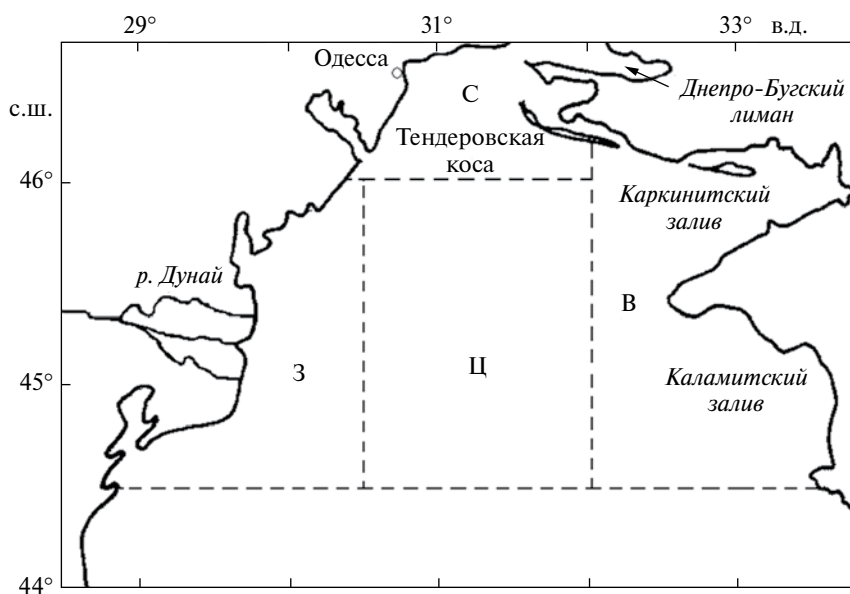 29° 31° 33° в.д.
Одесса
С
Днепро-Бугский
лиман
с.ш.
Тендеровская
коса
46°
Каркинитский
залив
р. Дунай
В
45°
З
Ц
Каламитский
залив
44°